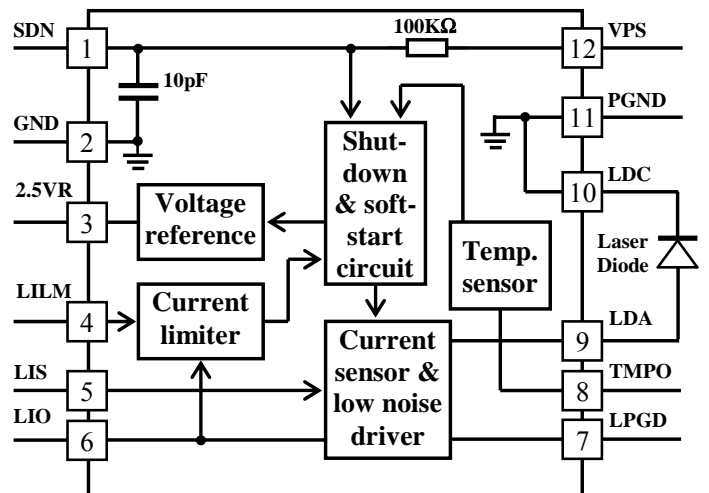 SDN
1
100KΩ
12
VPS
10pF
GND
2
11
PGND
Shut-
down
& soft-
start
circuit
10
LDC
2.5VR
3
Voltage
reference
Temp.
sensor
Laser
Diode
LILM
4
Current
limiter
9
LDA
Current
sensor &
low noise
driver
LIS
5
8
TMPO
LIO
6
7
LPGD